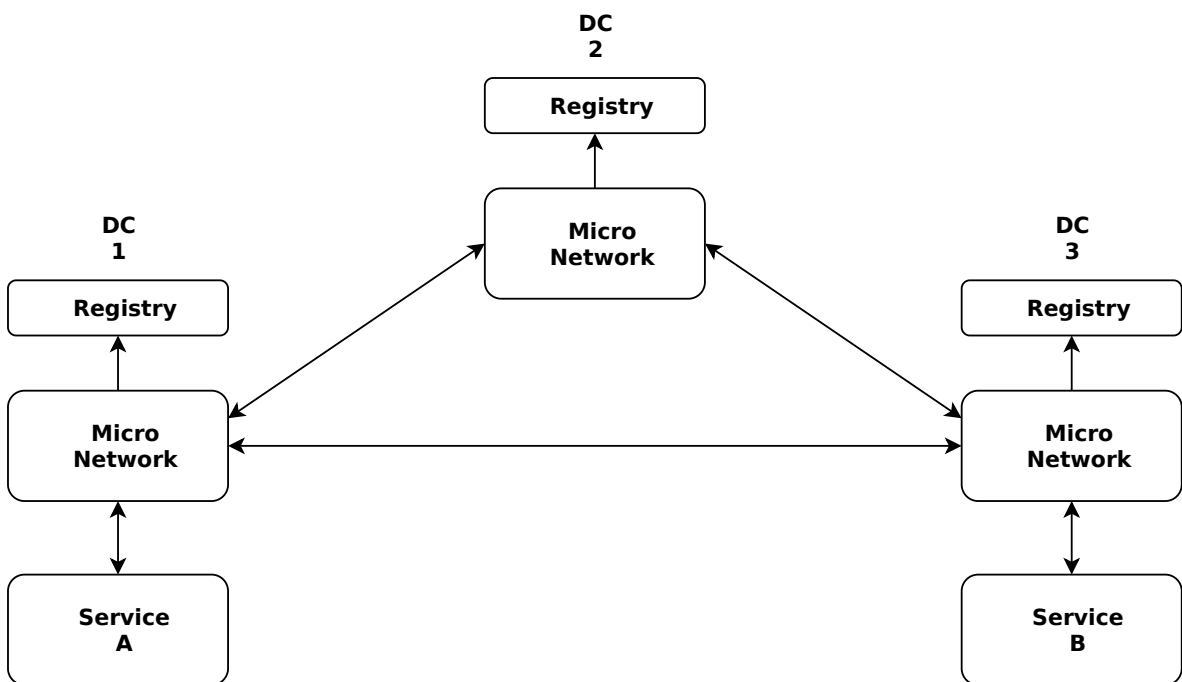 DC
2
Registry
Micro
Network
DC
1
Registry
Micro
Network
Service
A
DC
3
Registry
Micro
Network
Service
B